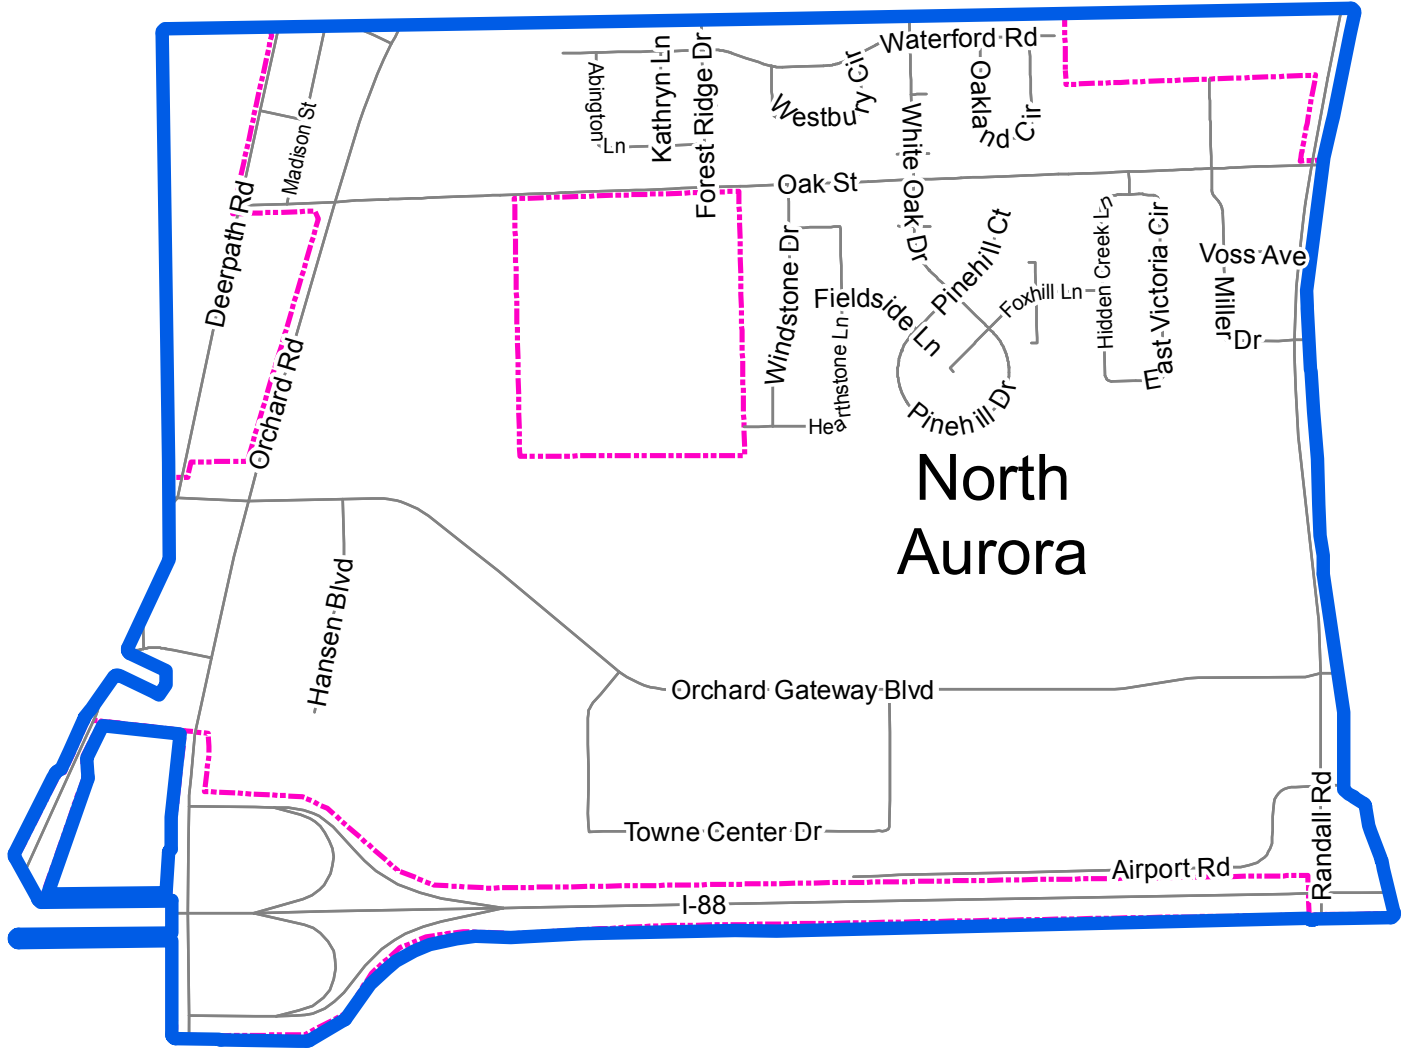 Waterford Rd
Abington
Ln
Kathryn Ln
Forest Ridge Dr
Westbury Cir
Oakland Cir
White Oak Dr
Madison St
Deerpath Rd
Oak St
Orchard Rd
Windstone Dr
Fieldside Ln
Hearthstone Ln
Pinehill Ct
Foxhill Ln
Hidden Creek Ln
East Victoria Cir
Voss Ave
Miller Dr
Pinehill Dr
North
Aurora
Hansen Blvd
Orchard Gateway Blvd
Towne Center Dr
Airport Rd
Randall Rd
I-88